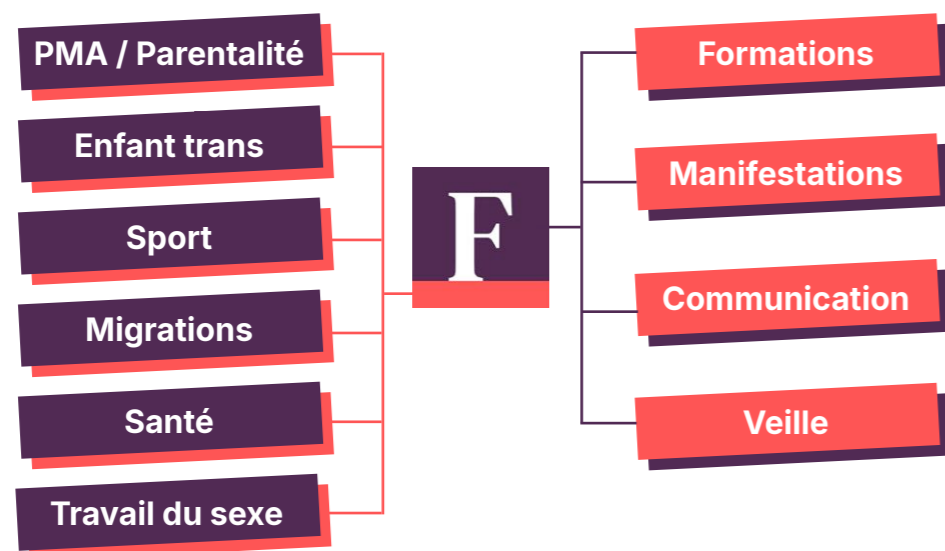 PMA / Parentalité
Enfant trans
Sport
Migrations
Santé
Travail du sexe
F
Formations
Manifestations
Communication
Veille